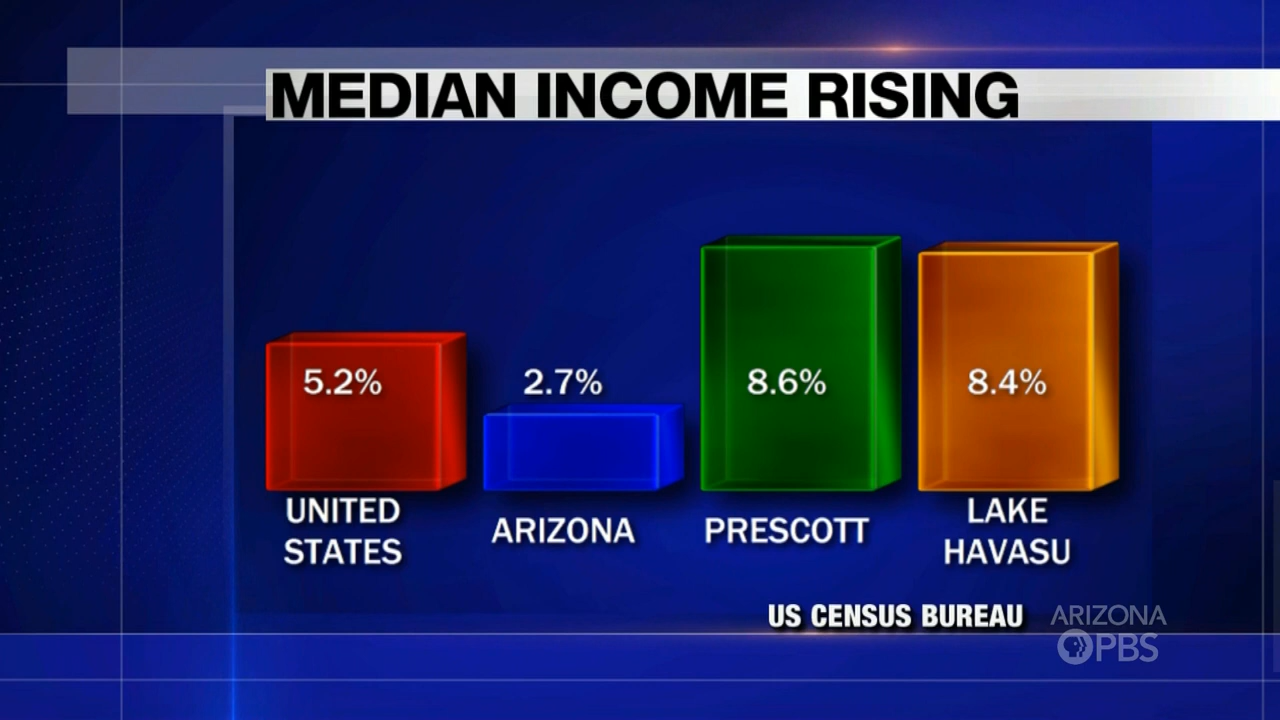 MEDIAN INCOME RISING
5.2%
2.7%
8.6%
8.4%
UNITED
STATES
ARIZONA
PRESCOTT
LAKE
HAVASU
US CENSUS BUREAU
ARIZONA
PBS